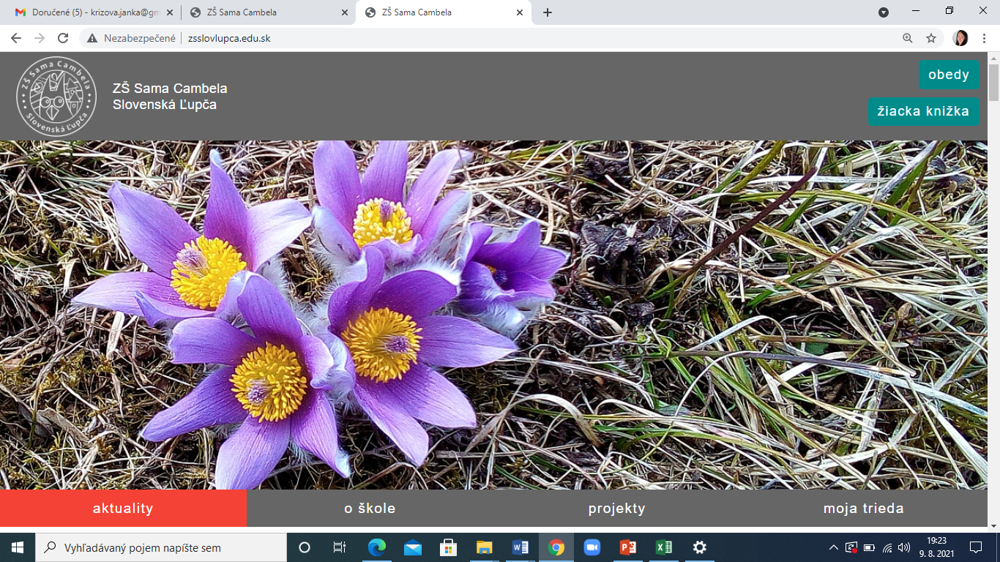 Doručené (5) - krizova.janka@gm
ZŠ Sama Cambela
ZŠ Sama Cambela
Nezabezpečené
zsslovlupca.edu.sk
ZŠ Sama Cambela
Slovenská Ľupča
ZŠ Sama Cambela
Slovenská Ľupča
obedy
žiacka knižka
aktuality
o škole
projekty
moja trieda
Vyhľadávaný pojem napíšte sem
19:23
9. 8. 2021